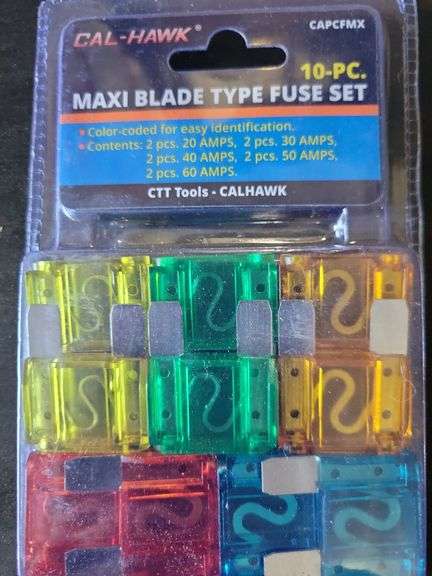 CAL-HAWK
CAPCFMX
10-PC.
MAXI BLADE TYPE FUSE SET
• Color-coded for easy identification.
• Contents: 2 pcs. 20 AMPS, 2 pcs. 30 AMPS,
2 pcs. 40 AMPS, 2 pcs. 50 AMPS,
2 pcs. 60 AMPS.
CTT Tools - CALHAWK